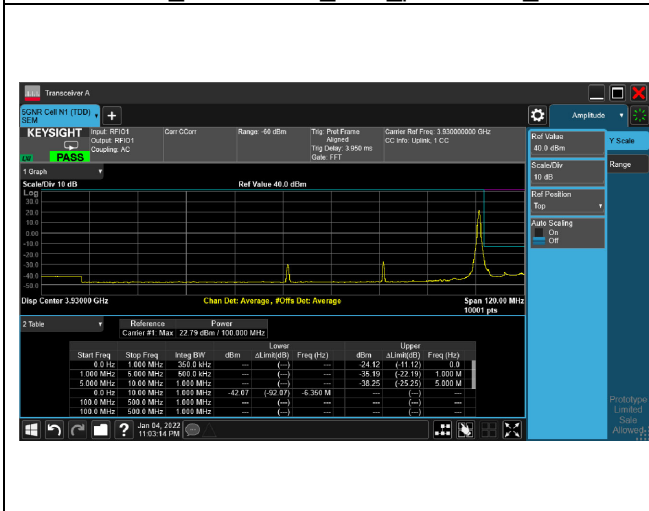 Transceiver A
5GNR Cell N1 (TDD)
SEM
+
Amplitude
KEYSIGHT
LXI
PASS
Input: RFIO1
Output: RFIO1
Coupling: AC
Corr CCorr
Range: -60 dBm
Trig: Pref Frame
Aligned
Trig Delay: 3.950 ms
Gate: FFT
Carrier Ref Freq: 3.930000000 GHz
CC Info: Uplink, 1 CC
Ref Value
40.0 dBm
Y Scale
Scale/Div
10 dB
Range
Ref Position
Top
Auto Scaling
On
Off
1 Graph
Scale/Div 10 dB
Ref Value 40.0 dBm
Log
30.0
20.0
10.0
0.00
-10.0
-20.0
-30.0
-40.0
-50.0
Disp Center 3.93000 GHz
Chan Det: Average , #Offs Det: Average
Span 120.00 MHz
10001 pts
2 Table
Reference Power
Carrier #1: Max 22.79 dBm / 100.000 MHz
Lower Upper
Start Freq Stop Freq Integ BW dBm ΔLimit(dB) Freq (Hz) dBm ΔLimit(dB) Freq (Hz)
0.0 Hz 1.000 MHz 350.0 kHz --- (---) --- -24.12 (-11.12) 0.0
1.000 MHz 5.000 MHz 500.0 kHz --- (---) --- -35.19 (-22.19) 1.000 M
5.000 MHz 10.00 MHz 1.000 MHz --- (---) --- -38.25 (-25.25) 5.000 M
0.0 Hz 10.00 MHz 1.000 MHz -42.07 (-92.07) -6.350 M --- (---) ---
100.0 MHz 500.0 MHz 1.000 MHz --- (---) --- --- (---) ---
100.0 MHz 500.0 MHz 1.000 MHz --- (---) --- --- (---) ---
Prototype
Limited
Sale
Allowed
?
Jan 04, 2022
11:03:14 PM